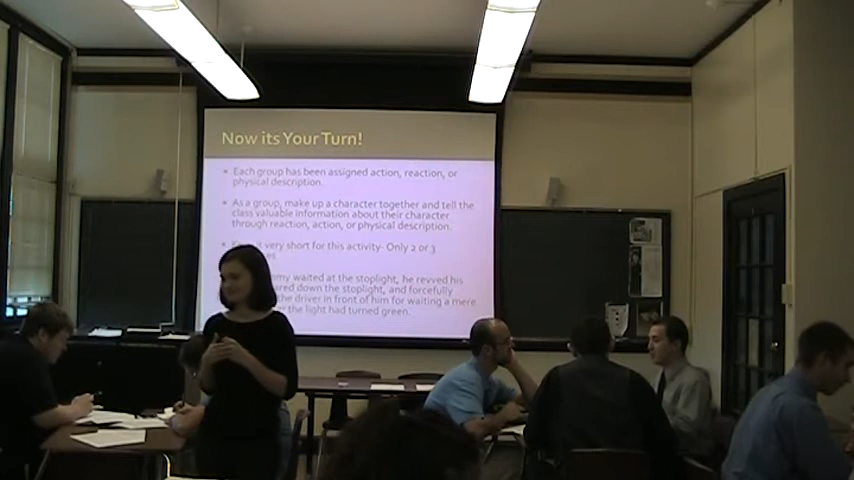 Now its Your Turn!
Each group has been assigned action, reaction, or
physical description.
As a group, make up a character together and tell the
class valuable information about their character
through reaction, action, or physical description.
it very short for this activity- Only 2 or 3
waited at the stoplight, he revved his
down the stoplight, and forcefully
the driver in front of him for waiting a mere
the light had turned green.